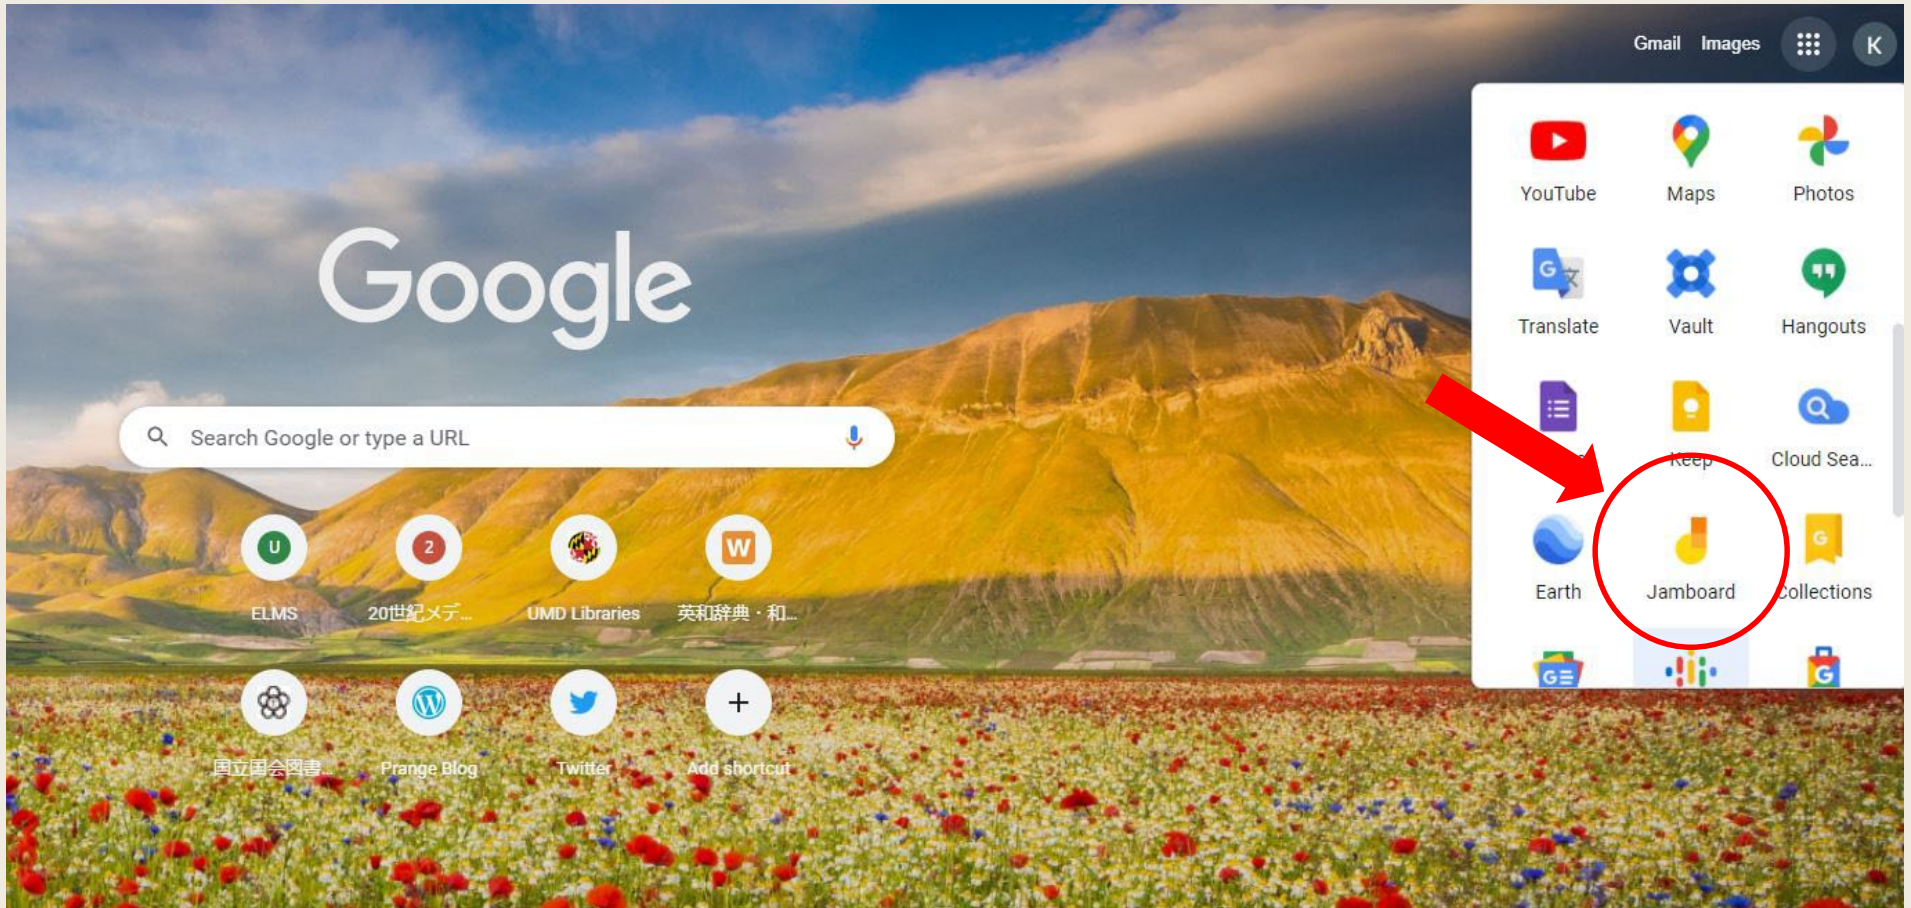 Gmail Images K
Google
Search Google or type a URL
U 2 W
ELMS 20世紀メデ... UMD Libraries 英和辞典・和...
国立国会図書... Prange Blog Twitter Add shortcut
YouTube Maps Photos
G 文
Translate Vault Hangouts
Keep Cloud Sea...
G
Earth Jamboard Collections
G G